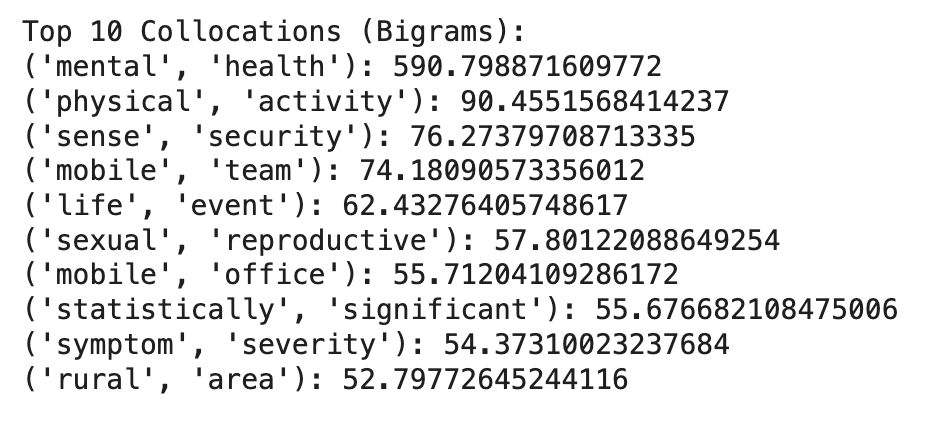 Top 10 Collocations (Bigrams):
('mental', 'health'): 590.798871609772
('physical', 'activity'): 90.4551568414237
('sense', 'security'): 76.27379708713335
('mobile', 'team'): 74.18090573356012
('life', 'event'): 62.43276405748617
('sexual', 'reproductive'): 57.80122088649254
('mobile', 'office'): 55.71204109286172
('statistically', 'significant'): 55.676682108475006
('symptom', 'severity'): 54.37310023237684
('rural', 'area'): 52.79772645244116